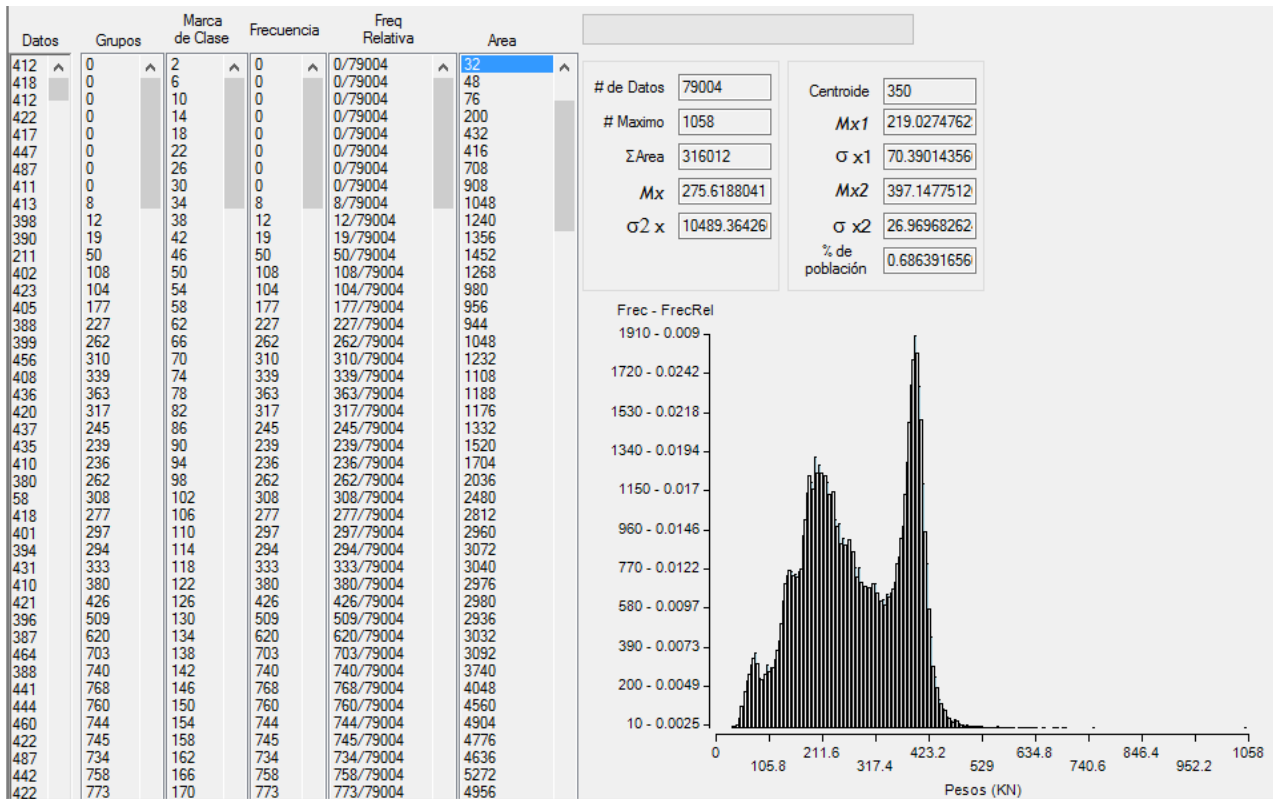 Datos Grupos Marca de Clase Frecuencia Freq Relativa Area
412 0 2 0 0/79004 32
418 0 6 0 0/79004 48
412 0 10 0 0/79004 76
422 0 14 0 0/79004 200
417 0 18 0 0/79004 432
447 0 22 0 0/79004 416
487 0 26 0 0/79004 708
411 0 30 0 0/79004 908
413 8 34 8 8/79004 1048
398 12 38 12 12/79004 1240
390 19 42 19 19/79004 1356
211 50 46 50 50/79004 1452
402 108 50 108 108/79004 1268
423 104 54 104 104/79004 980
405 177 58 177 177/79004 956
388 227 62 227 227/79004 944
399 262 66 262 262/79004 1048
456 310 70 310 310/79004 1232
408 339 74 339 339/79004 1108
436 363 78 363 363/79004 1188
420 317 82 317 317/79004 1176
437 245 86 245 245/79004 1332
435 239 90 239 239/79004 1520
410 236 94 236 236/79004 1704
380 262 98 262 262/79004 2036
58 308 102 308 308/79004 2480
418 277 106 277 277/79004 2812
401 297 110 297 297/79004 2960
394 294 114 294 294/79004 3072
431 333 118 333 333/79004 3040
410 380 122 380 380/79004 2976
421 426 126 426 426/79004 2980
396 509 130 509 509/79004 2936
387 620 134 620 620/79004 3032
464 703 138 703 703/79004 3092
388 740 142 740 740/79004 3740
441 768 146 768 768/79004 4048
444 760 150 760 760/79004 4560
460 744 154 744 744/79004 4904
422 745 158 745 745/79004 4776
487 734 162 734 734/79004 4636
442 758 166 758 758/79004 5272
422 773 170 773 773/79004 4956
# de Datos 79004
# Maximo 1058
ΣArea 316012
Mx 275.6188041
σ2 x 10489.36426
Centroide 350
Mx1 219.0274762
σ x1 70.39014356
Mx2 397.1477512
σ x2 26.96968262
% de población 0.686391656
Frec - FrecRel
1910 - 0.009
1720 - 0.0242
1530 - 0.0218
1340 - 0.0194
1150 - 0.017
960 - 0.0146
770 - 0.0122
580 - 0.0097
390 - 0.0073
200 - 0.0049
10 - 0.0025
0 211.6 423.2 634.8 846.4 1058
105.8 317.4 529 740.6 952.2
Pesos (KN)